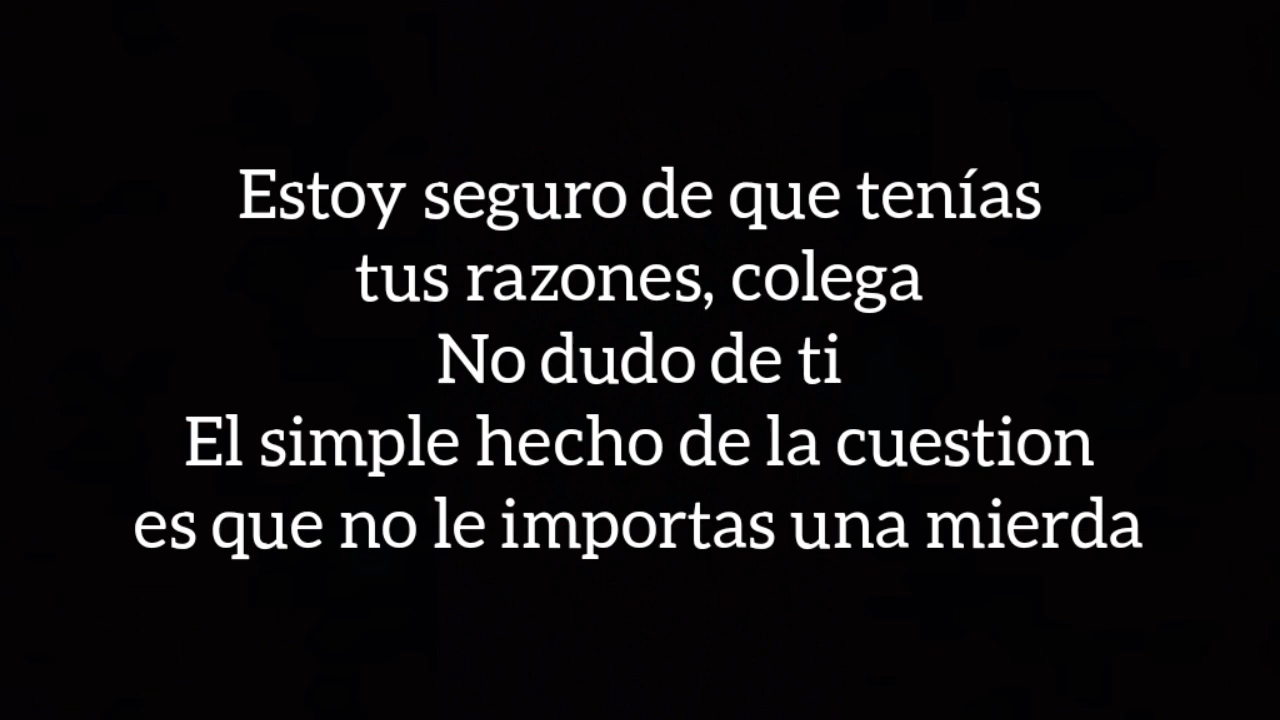 Estoy seguro de que tenías
tus razones, colega
No dudo de ti
El simple hecho de la cuestion
es que no le importas una mierda